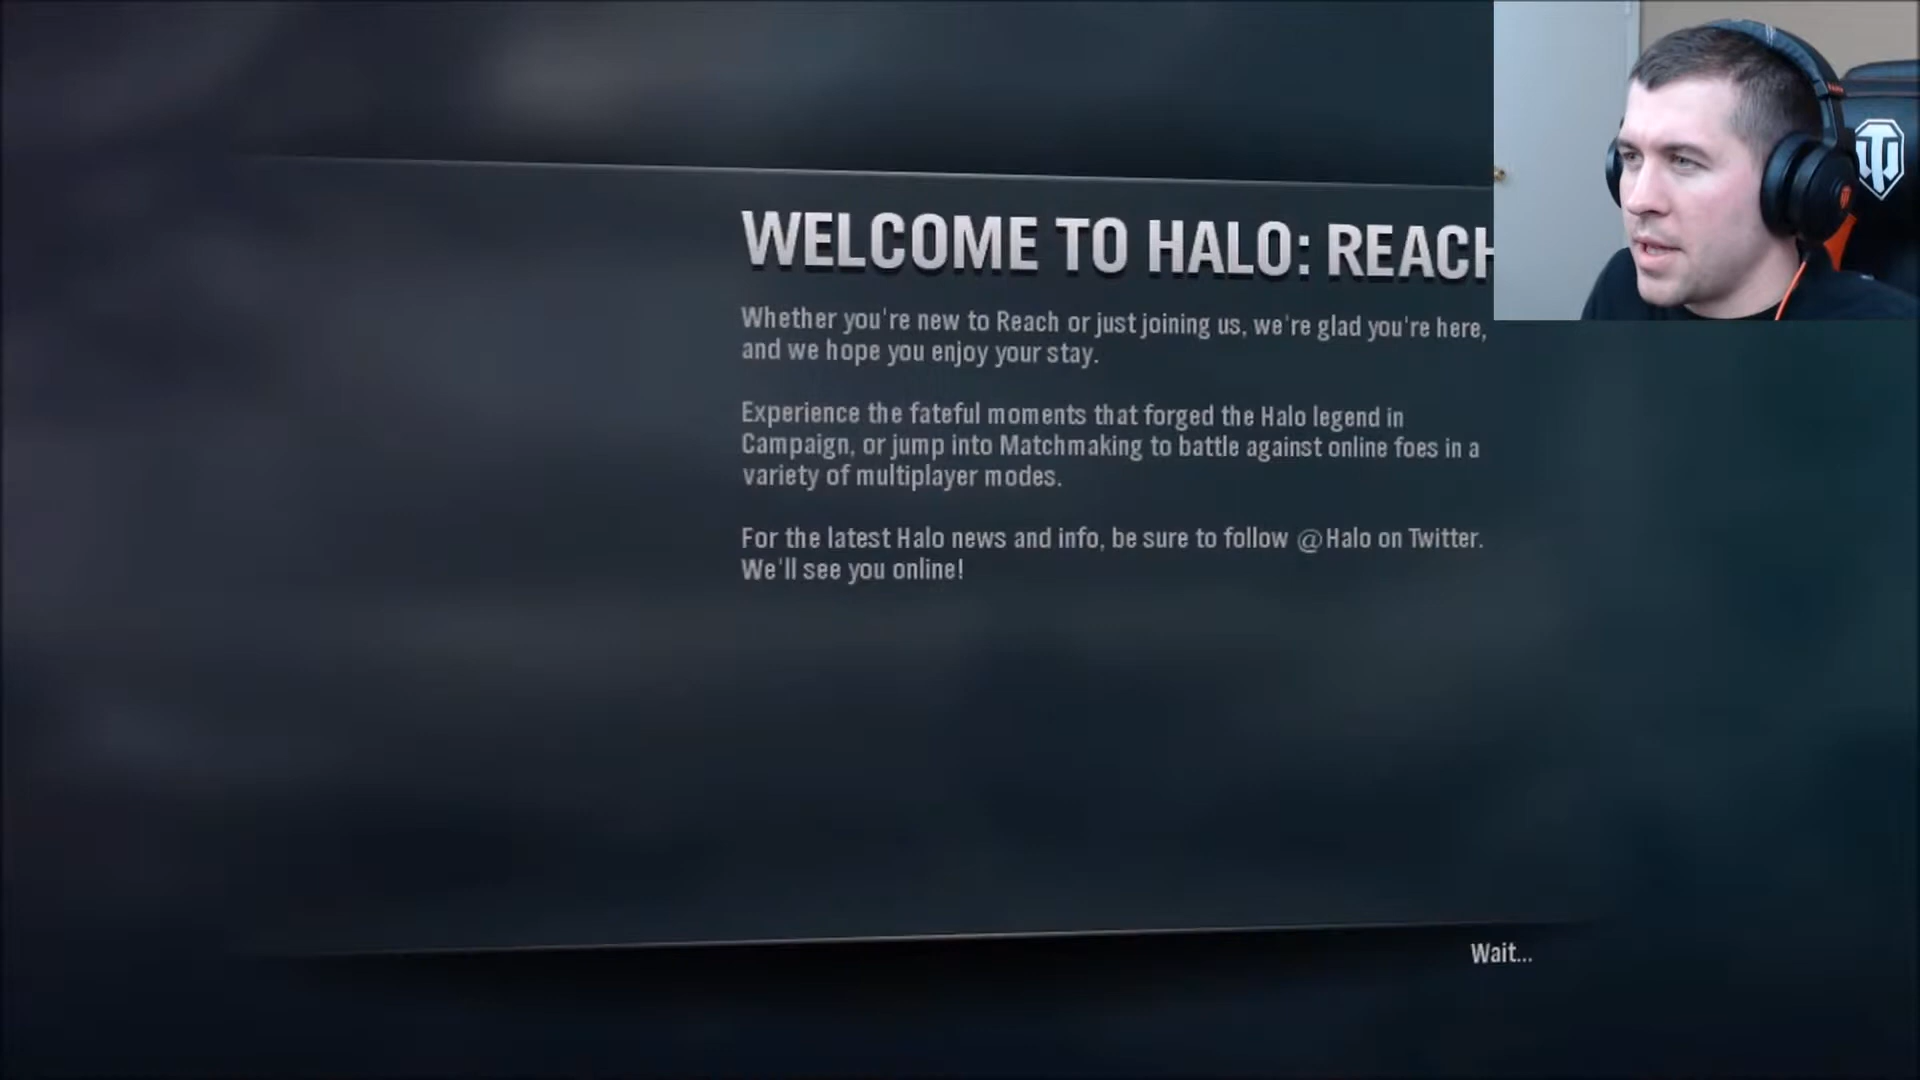 WELCOME TO HALO: REACH
Whether you're new to Reach or just joining us, we're glad you're here,
and we hope you enjoy your stay.
Experience the fateful moments that forged the Halo legend in
Campaign, or jump into Matchmaking to battle against online foes in a
variety of multiplayer modes.
For the latest Halo news and info, be sure to follow @Halo on Twitter.
We'll see you online!
Wait...